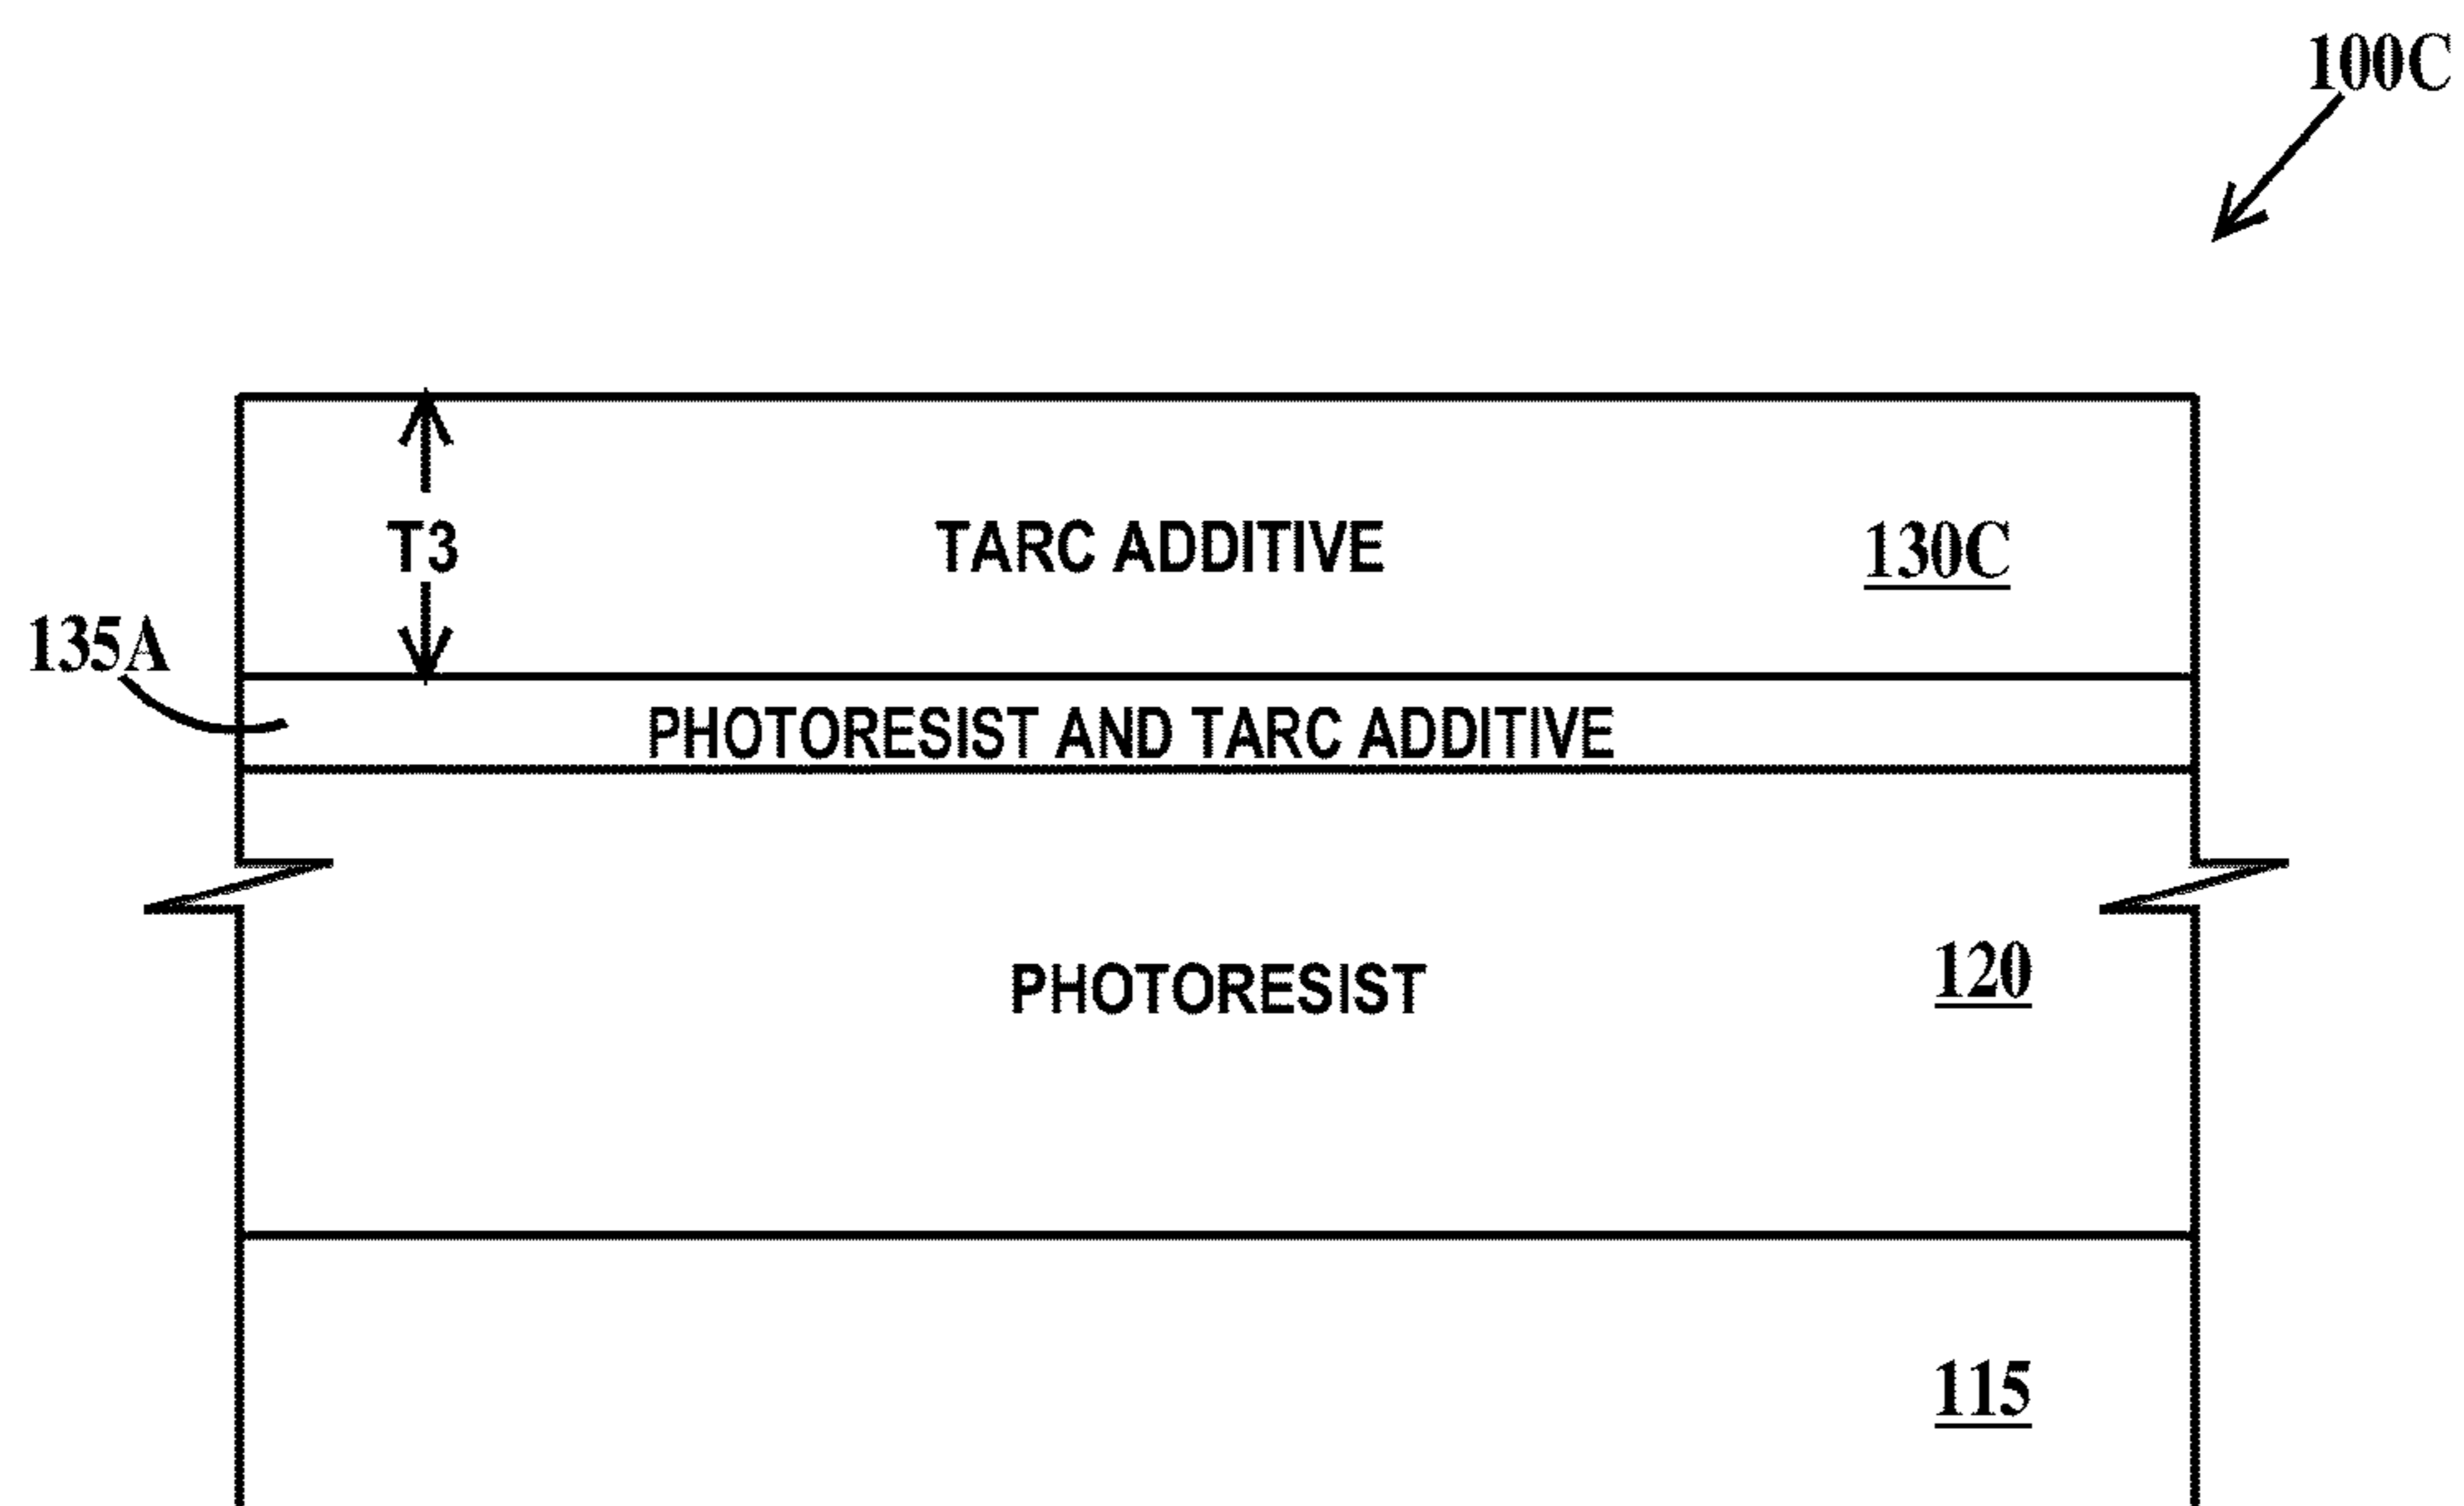 100C
T3
TARC ADDITIVE
130C
135A
PHOTORESIST AND TARC ADDITIVE
120
PHOTORESIST
115